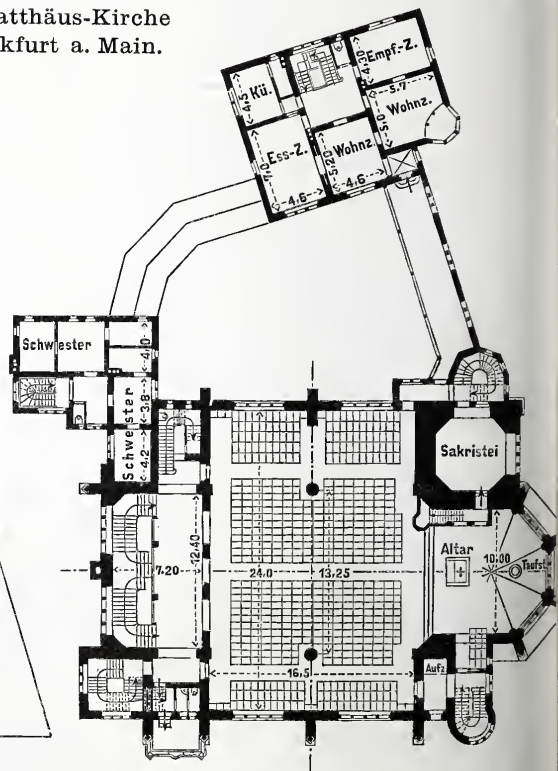 atthäus-Kirche
kfurt a. Main.
Kü.
4,5
Empf.-Z.
4,30
5,7
Wohnz.
5,0
Ess-Z.
7,0
4,6
Wohnz.
5,20
4,6
Schwester
4,0
Schwester
3,8
4,2
Sakristei
12,40
7,20
24,0
13,25
Altar
10,00
Taufst.
16,5
Aufz.